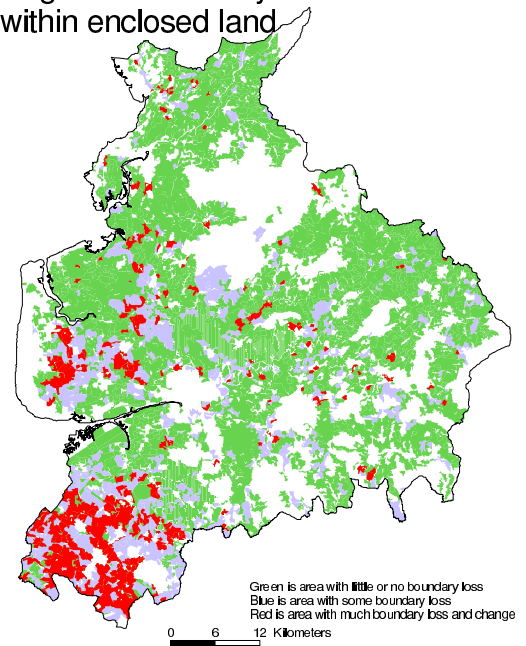 within enclosed land
Green is area with little or no boundary loss
Blue is area with some boundary loss
Red is area with much boundary loss and change
0 6 12 Kilometers